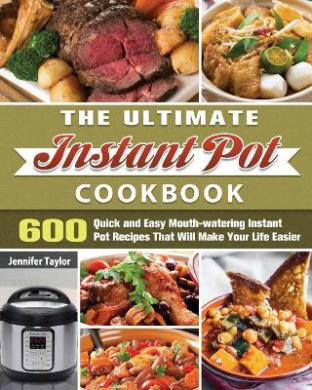 THE ULTIMATE
Instant Pot
COOKBOOK
600 Quick and Easy Mouth-watering Instant
Pot Recipes That Will Make Your Life Easier
Jennifer Taylor